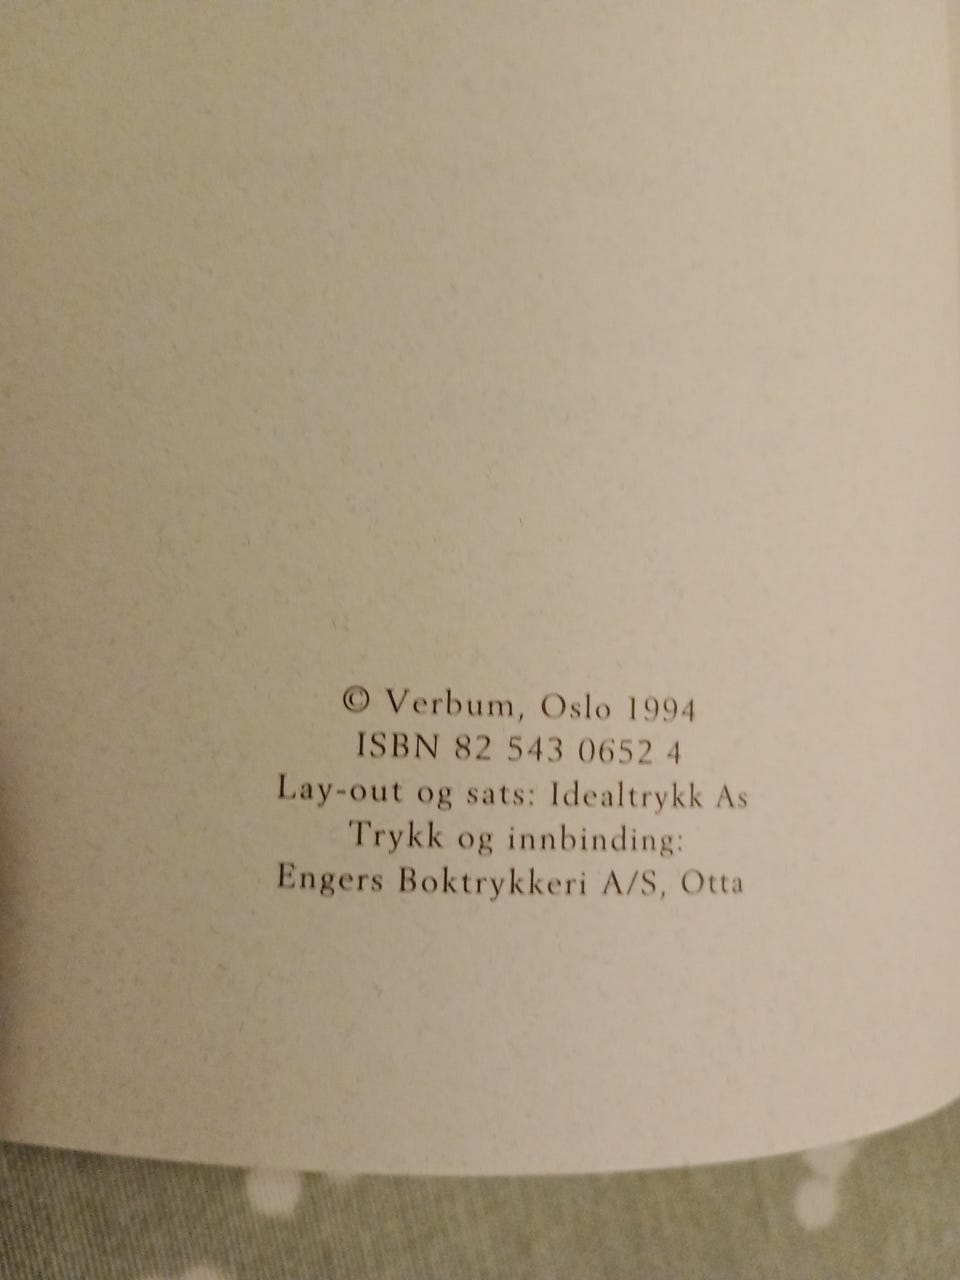 © Verbum, Oslo 1994
ISBN 82 543 0652 4
Lay-out og sats: Idealtrykk As
Trykk og innbinding:
Engers Boktrykkeri A/S, Otta